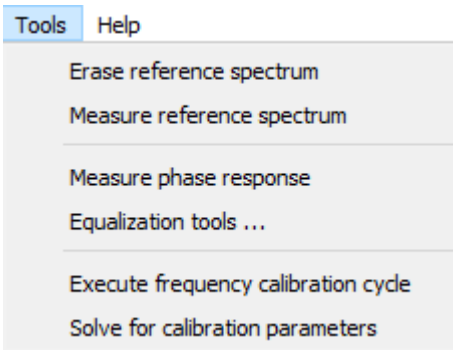 Tools Help
Erase reference spectrum
Measure reference spectrum
Measure phase response
Equalization tools ...
Execute frequency calibration cycle
Solve for calibration parameters